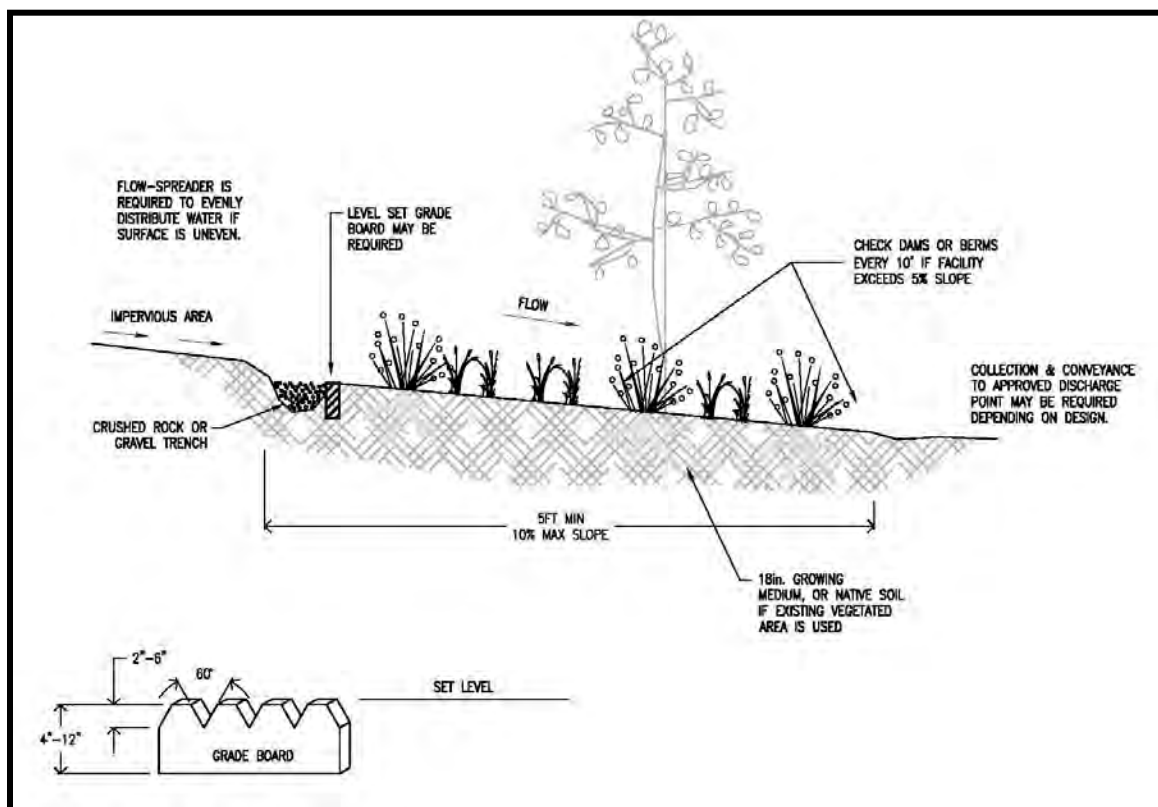 FLOW-SPREADER IS
REQUIRED TO EVENLY
DISTRIBUTE WATER IF
SURFACE IS UNEVEN.
LEVEL SET GRADE
BOARD MAY BE
REQUIRED
CHECK DAMS OR BERMS
EVERY 10' IF FACILITY
EXCEEDS 5% SLOPE
FLOW
IMPERVIOUS AREA
COLLECTION & CONVEYANCE
TO APPROVED DISCHARGE
POINT MAY BE REQUIRED
DEPENDING ON DESIGN.
CRUSHED ROCK OR
GRAVEL TRENCH
5FT MIN
10% MAX SLOPE
18in. GROWING
MEDIUM, OR NATIVE SOIL
IF EXISTING VEGETATED
AREA IS USED
2"-6"
60°
SET LEVEL
4"-12"
GRADE BOARD